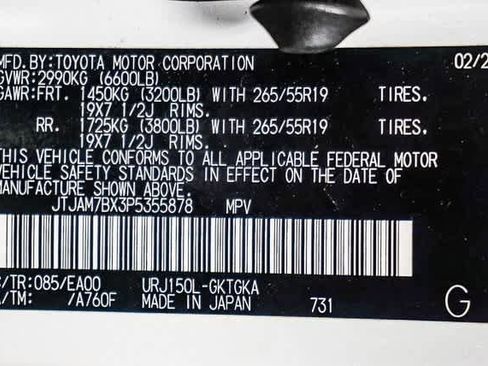 MFD.BY:TOYOTA MOTOR CORPORATION 02/2
GVWR:2990KG (6600LB)
GAWR:FRT. 1450KG (3200LB) WITH 265/55R19 TIRES.
19X7 1/2J RIMS.
RR. 1725KG (3800LB) WITH 265/55R19 TIRES.
19X7 1/2J RIMS.
THIS VEHICLE CONFORMS TO ALL APPLICABLE FEDERAL MOTOR
VEHICLE SAFETY STANDARDS IN EFFECT ON THE DATE OF
MANUFACTURE SHOWN ABOVE.
JTJAM7BX3P5355878 MPV
C/TR:085/EA00 URJ150L-GKTGKA
A/TM: /A760F MADE IN JAPAN 731 G